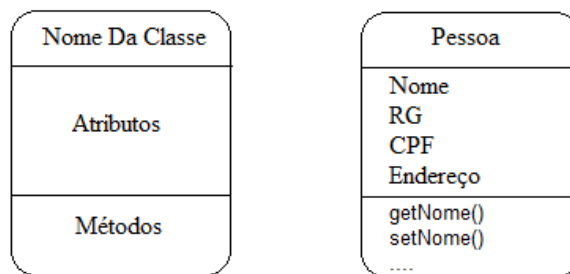 Nome Da Classe
Atributos
Métodos
Pessoa
Nome
RG
CPF
Endereço
getNome()
setNome()
....